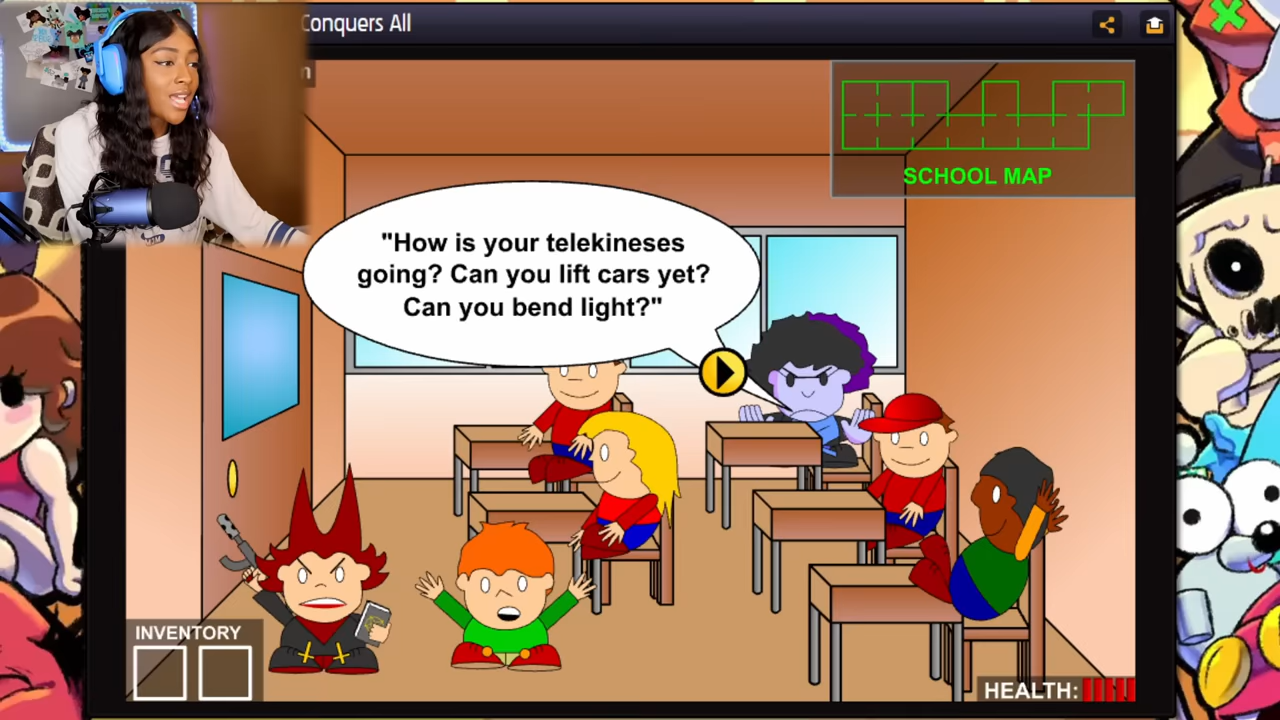 Conquers All
SCHOOL MAP
"How is your telekineses
going? Can you lift cars yet?
Can you bend light?"
INVENTORY
HEALTH: